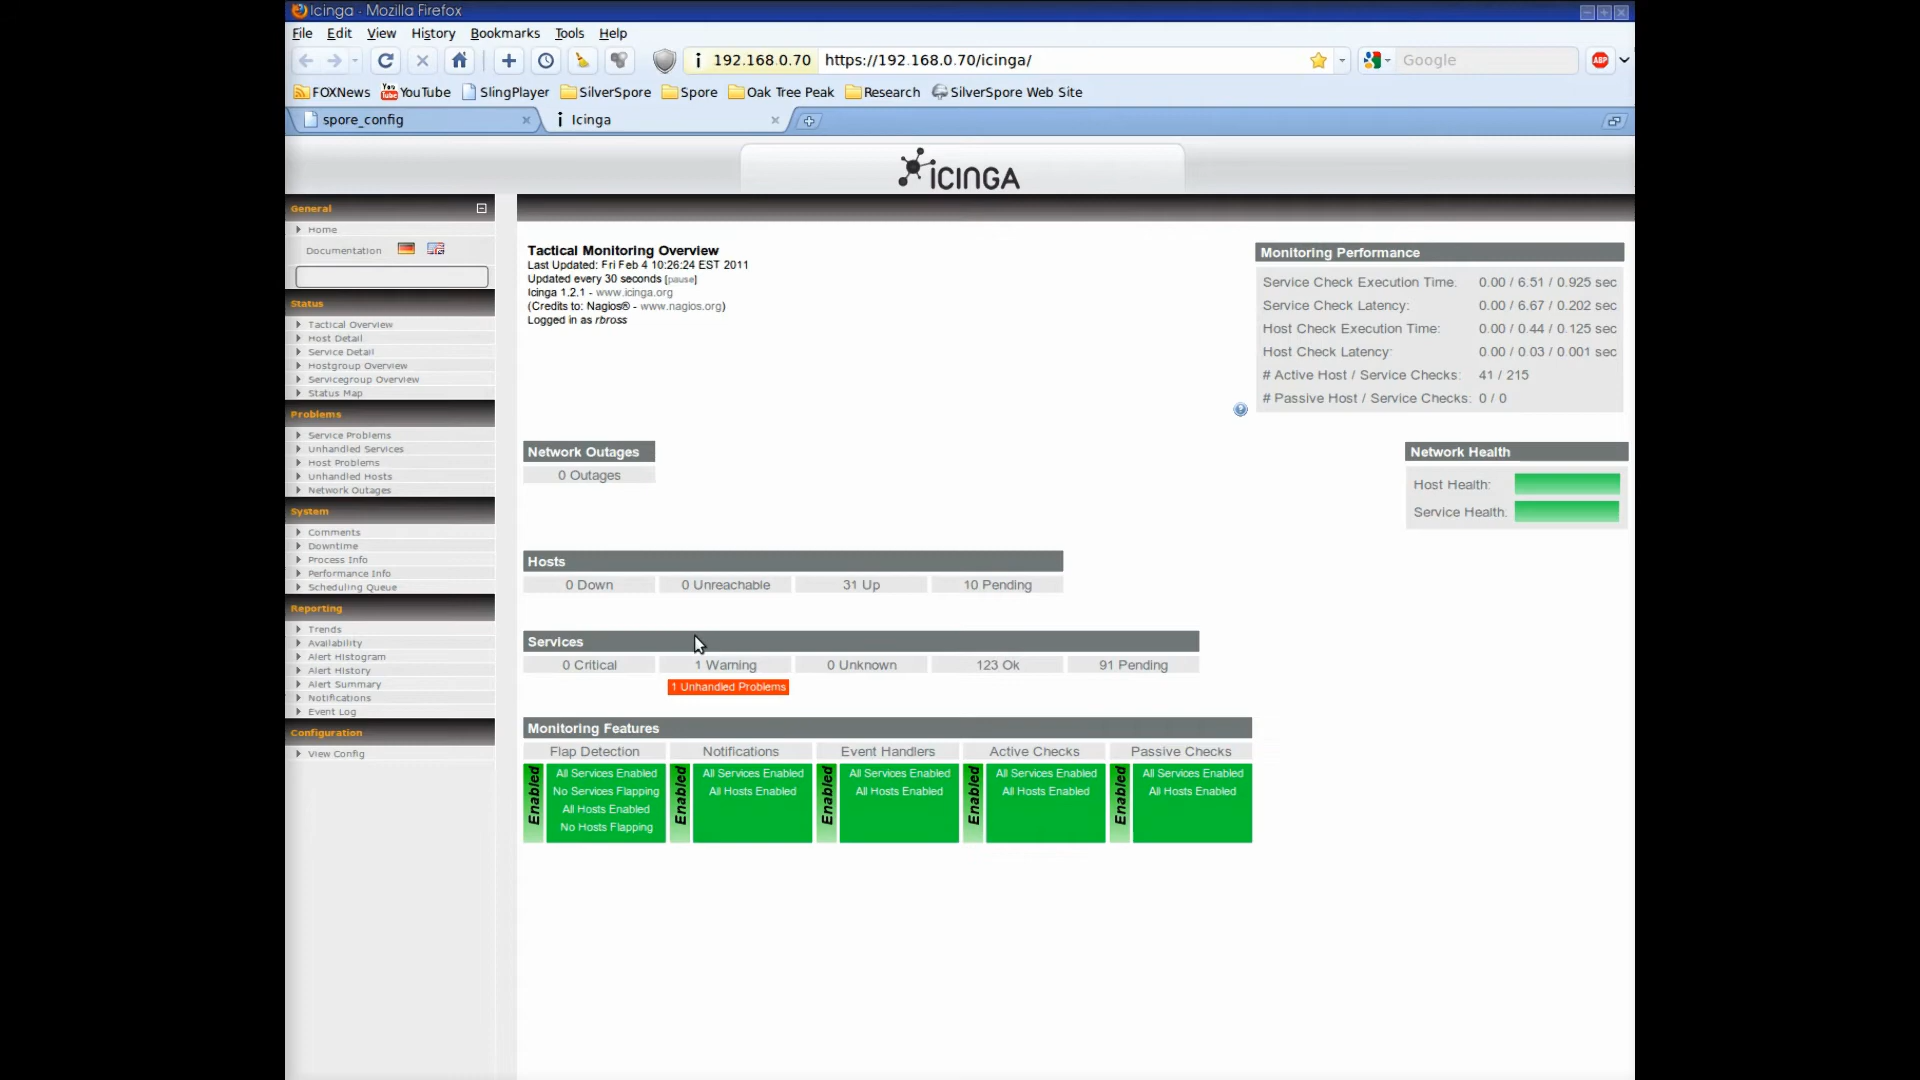 Icinga - Mozilla Firefox
File Edit View History Bookmarks Tools Help
192.168.0.70 https://192.168.0.70/icinga/ Google ABP
FOXNews YouTube SlingPlayer SilverSpore Spore Oak Tree Peak Research SilverSpore Web Site
spore_config Icinga
ICINGA
General
Home
Documentation
Status
Tactical Overview
Host Detail
Service Detail
Hostgroup Overview
Servicegroup Overview
Status Map
Problems
Service Problems
Unhandled Services
Host Problems
Unhandled Hosts
Network Outages
System
Comments
Downtime
Process Info
Performance Info
Scheduling Queue
Reporting
Trends
Availability
Alert Histogram
Alert History
Alert Summary
Notifications
Event Log
Configuration
View Config
Tactical Monitoring Overview
Last Updated: Fri Feb 4 10:26:24 EST 2011
Updated every 30 seconds [pause]
Icinga 1.2.1 - www.icinga.org
(Credits to: Nagios® - www.nagios.org)
Logged in as rbross
Monitoring Performance
Service Check Execution Time: 0.00 / 6.51 / 0.925 sec
Service Check Latency: 0.00 / 6.67 / 0.202 sec
Host Check Execution Time: 0.00 / 0.44 / 0.125 sec
Host Check Latency: 0.00 / 0.03 / 0.001 sec
# Active Host / Service Checks: 41 / 215
# Passive Host / Service Checks: 0 / 0
Network Outages
0 Outages
Network Health
Host Health:
Service Health:
Hosts
0 Down 0 Unreachable 31 Up 10 Pending
Services
0 Critical 1 Warning 0 Unknown 123 Ok 91 Pending
1 Unhandled Problems
Monitoring Features
Flap Detection Notifications Event Handlers Active Checks Passive Checks
Enabled
All Services Enabled
No Services Flapping
All Hosts Enabled
No Hosts Flapping
Enabled
All Services Enabled
All Hosts Enabled
Enabled
All Services Enabled
All Hosts Enabled
Enabled
All Services Enabled
All Hosts Enabled
Enabled
All Services Enabled
All Hosts Enabled